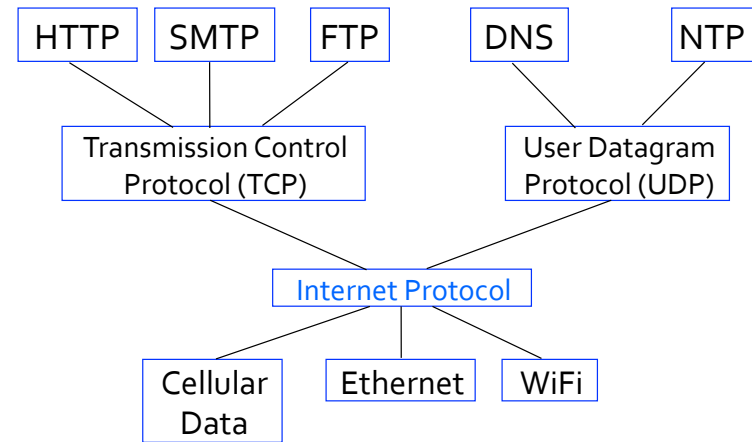 HTTP
SMTP
FTP
DNS
NTP
Transmission Control
Protocol (TCP)
User Datagram
Protocol (UDP)
Internet Protocol
Cellular
Data
Ethernet
WiFi